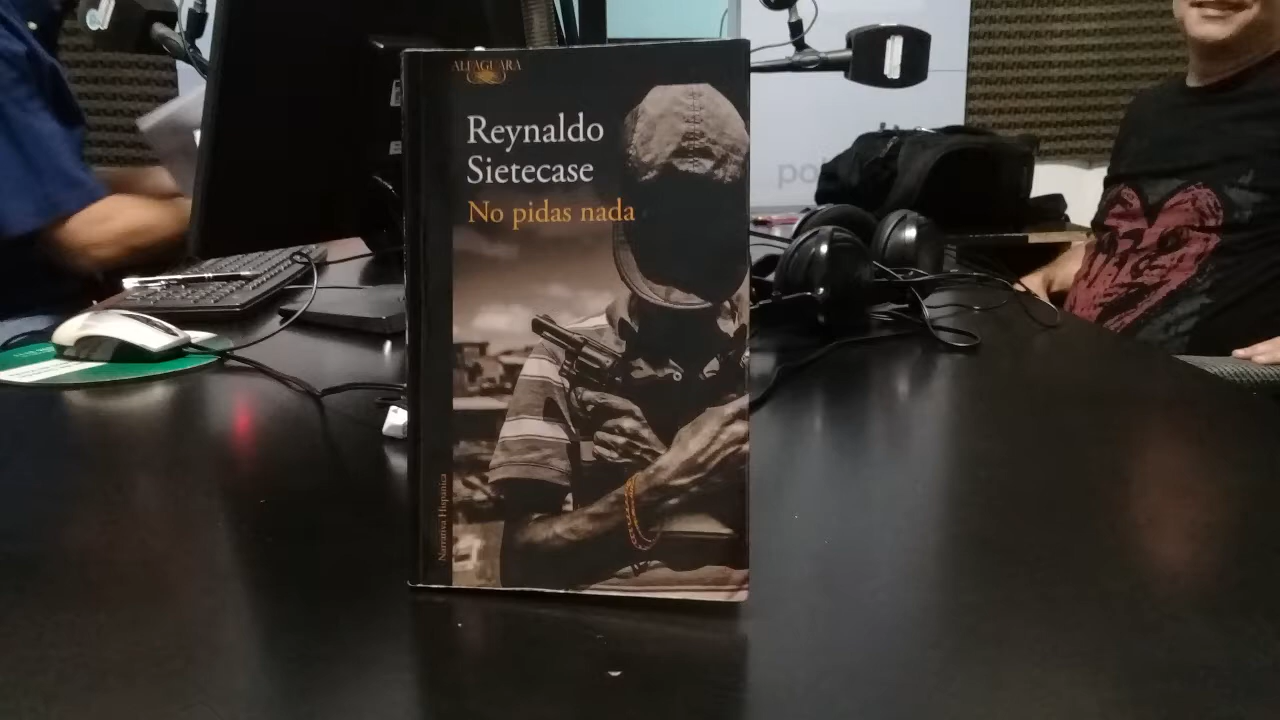 ALFAGUARA
Reynaldo
Sietecase
No pidas nada
Narrativa Hispánica